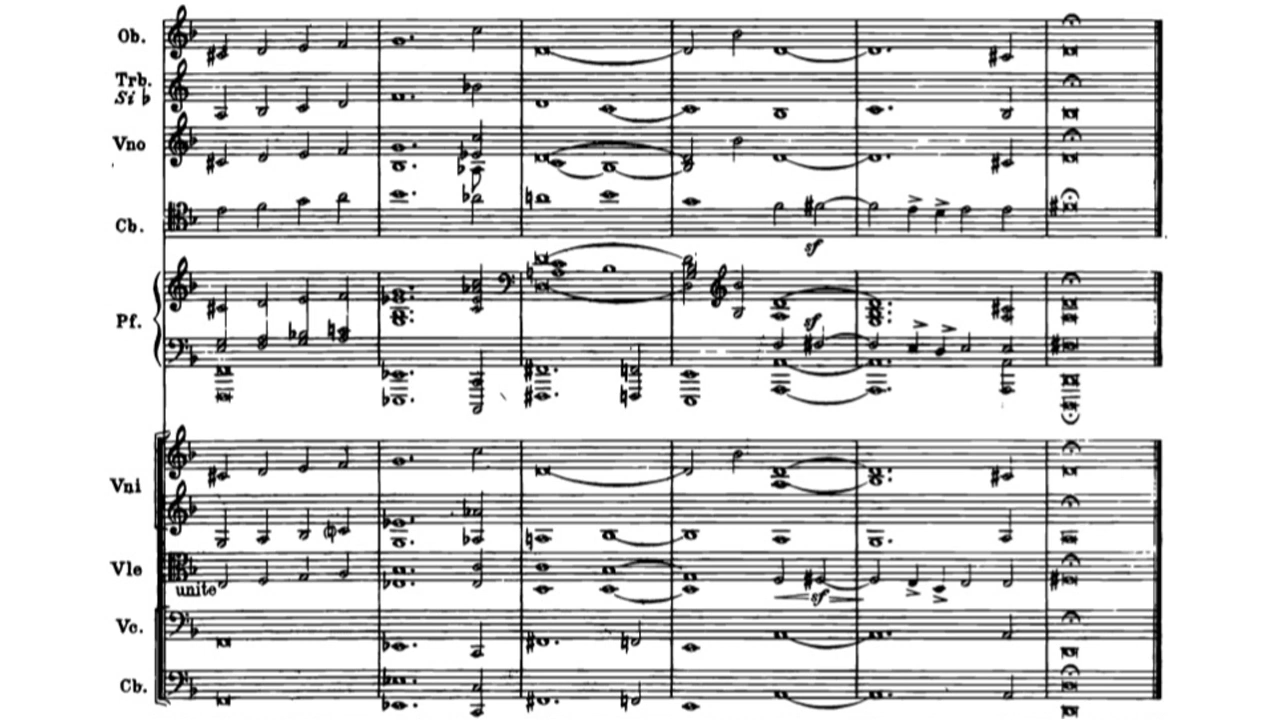 Ob.
Trb.
Si b
Vno
Cb.
sf
Pf.
sf
Vni
Vle
unite
sf
Vc.
Cb.